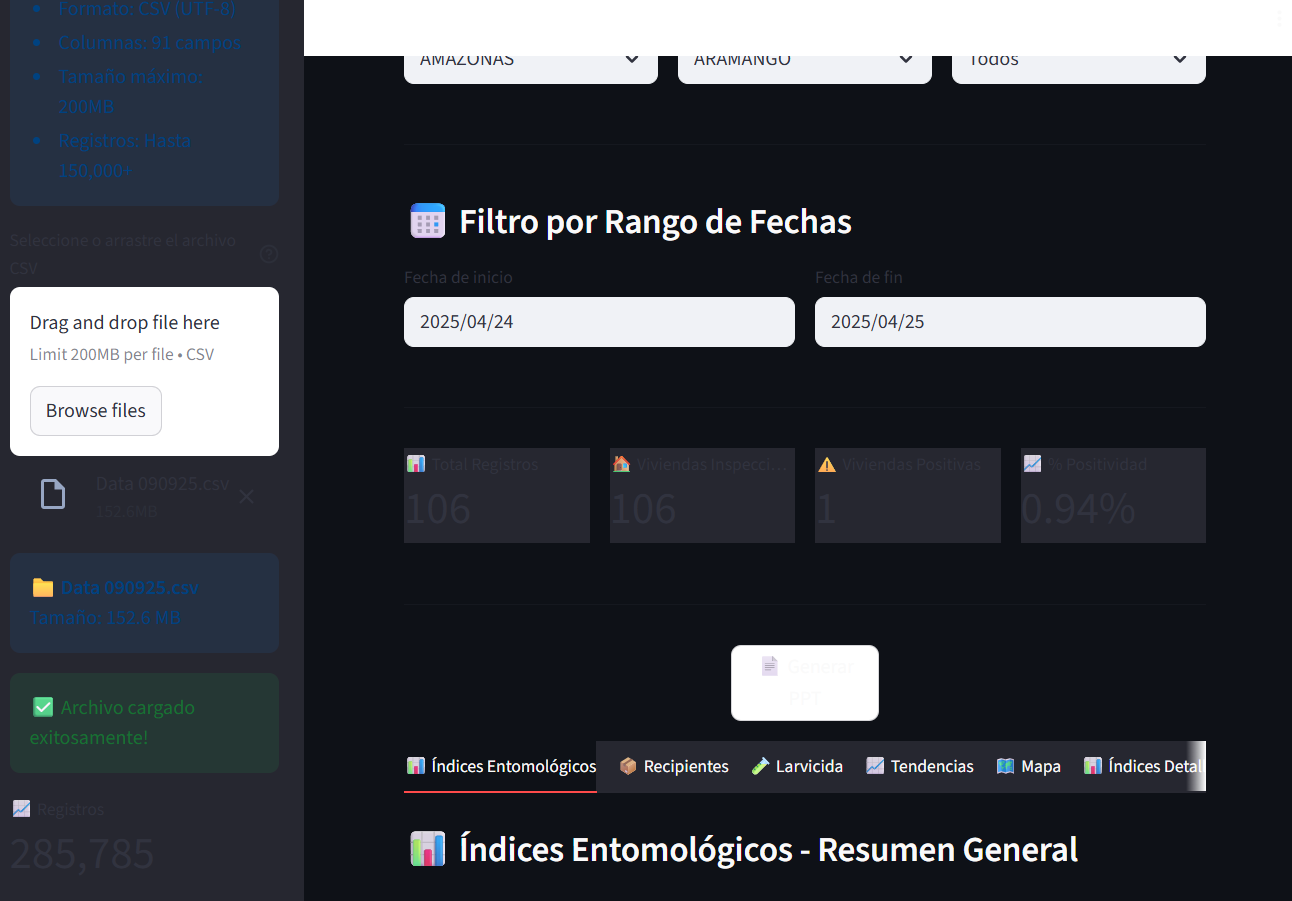 Formato: CSV (UTF-8)
Columnas: 91 campos
Tamaño máximo:
200MB
Registros: Hasta
150,000+
Seleccione o arrastre el archivo
CSV
Drag and drop file here
Limit 200MB per file • CSV
Browse files
Data 090925.csv
152.6MB
Data 090925.csv
Tamaño: 152.6 MB
Archivo cargado
exitosamente!
Registros
285,785
AMAZONAS
ARAMANGO
Todos
Filtro por Rango de Fechas
Fecha de inicio
Fecha de fin
2025/04/24
2025/04/25
Total Registros
106
Viviendas Inspecci...
106
Viviendas Positivas
1
% Positividad
0.94%
Generar
PPT
Índices Entomológicos
Recipientes
Larvicida
Tendencias
Mapa
Índices Detal
Índices Entomológicos - Resumen General